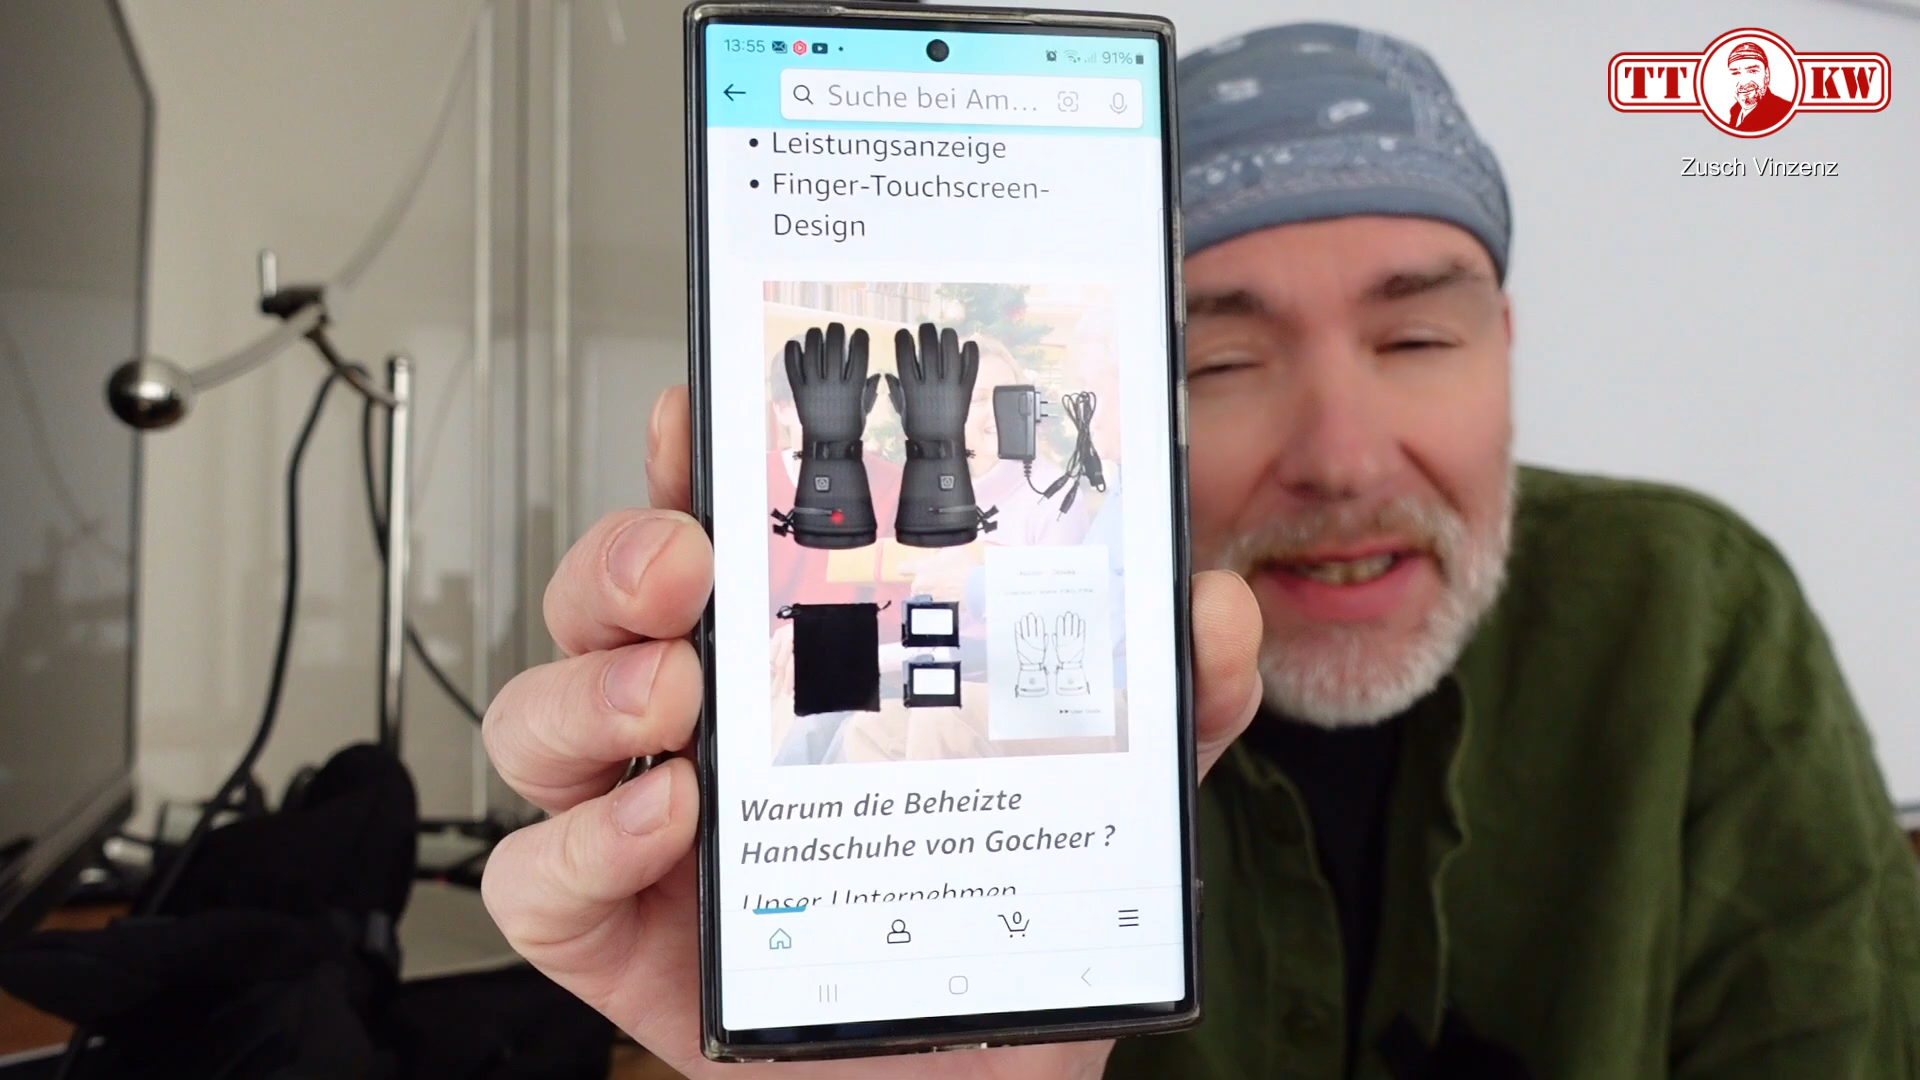 13:55
91%
Suche bei Am...
• Leistungsanzeige
• Finger-Touchscreen-
Design
Warum die Beheizte
Handschuhe von Gocheer ?
Unser Unternehmen
0
TT KW
Zusch Vinzenz